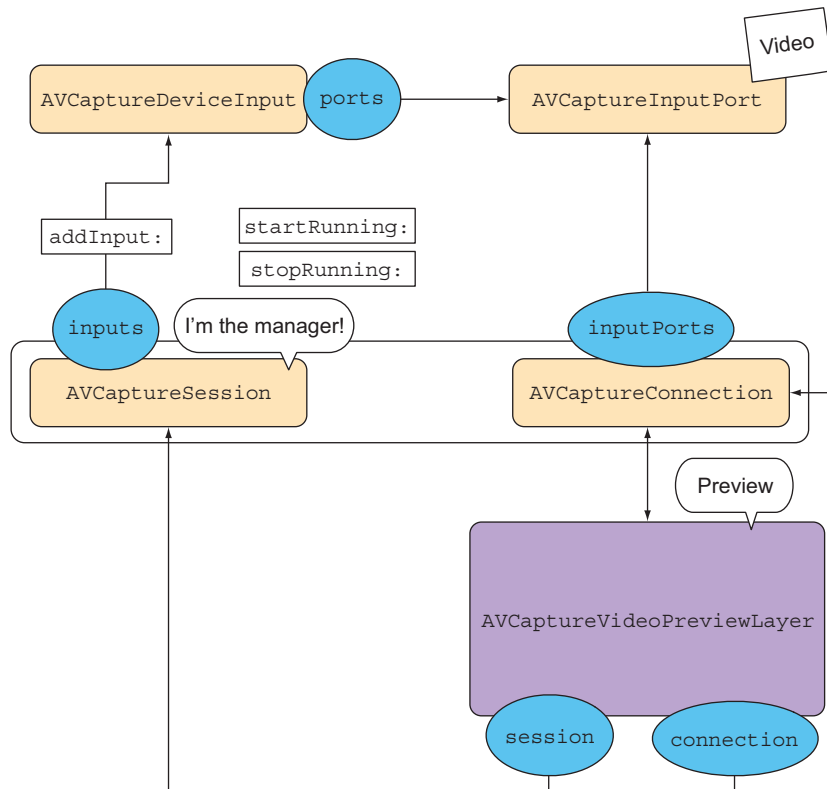 Video
AVCaptureDeviceInput
ports
AVCaptureInputPort
addInput:
startRunning:
stopRunning:
inputs
I'm the manager!
inputPorts
AVCaptureSession
AVCaptureConnection
Preview
AVCaptureVideoPreviewLayer
session
connection